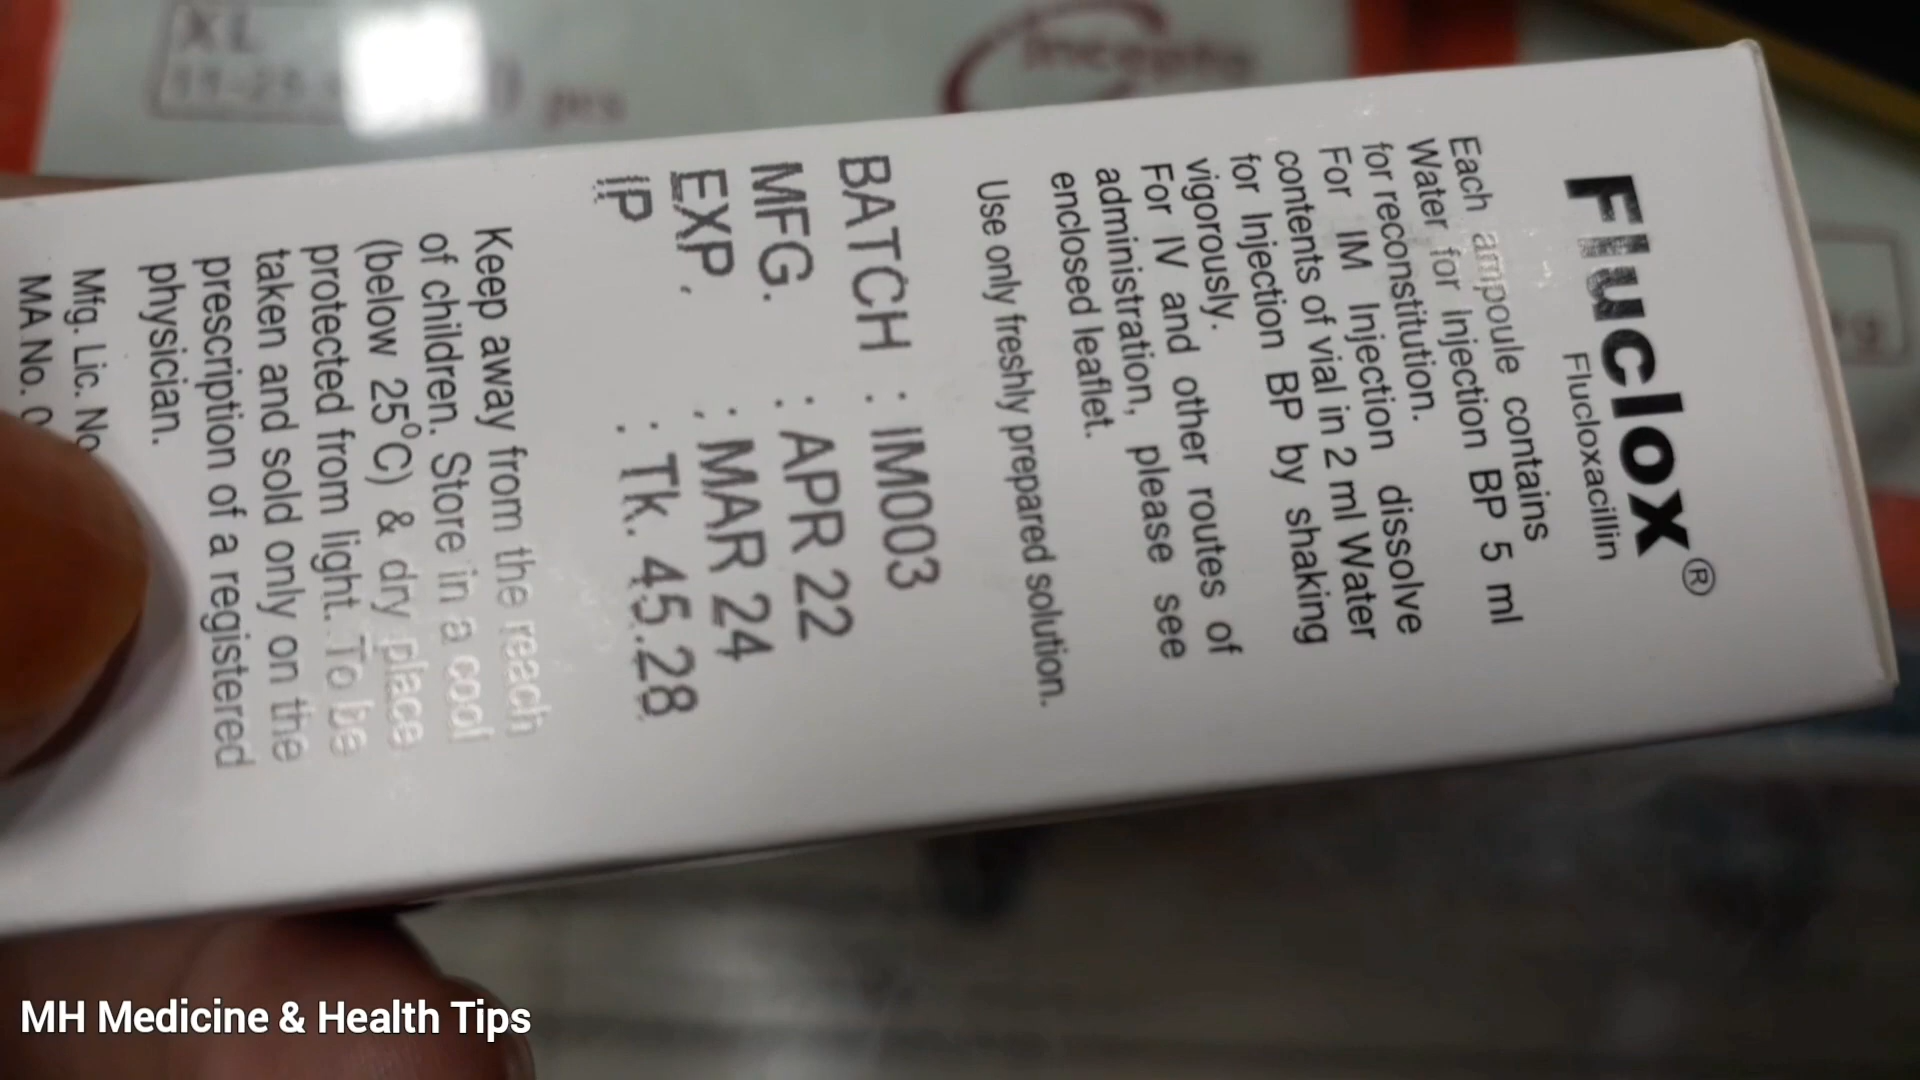 Fluclox®
Flucloxacillin
Each ampoule contains
Water for Injection BP 5 ml
for reconstitution.
For IM Injection dissolve
contents of vial in 2 ml Water
for Injection BP by shaking
vigorously.
For IV and other routes of
administration, please see
enclosed leaflet.
Use only freshly prepared solution.
BATCH : IM003
MFG. : APR 22
EXP. : MAR 24
IP : Tk. 45.28
Keep away from the reach
of children. Store in a cool
(below 25⁰C) & dry place
protected from light. To be
taken and sold only on the
prescription of a registered
physician.
Mfg. Lic. No
MA No.
XL
pcs
MH Medicine & Health Tips